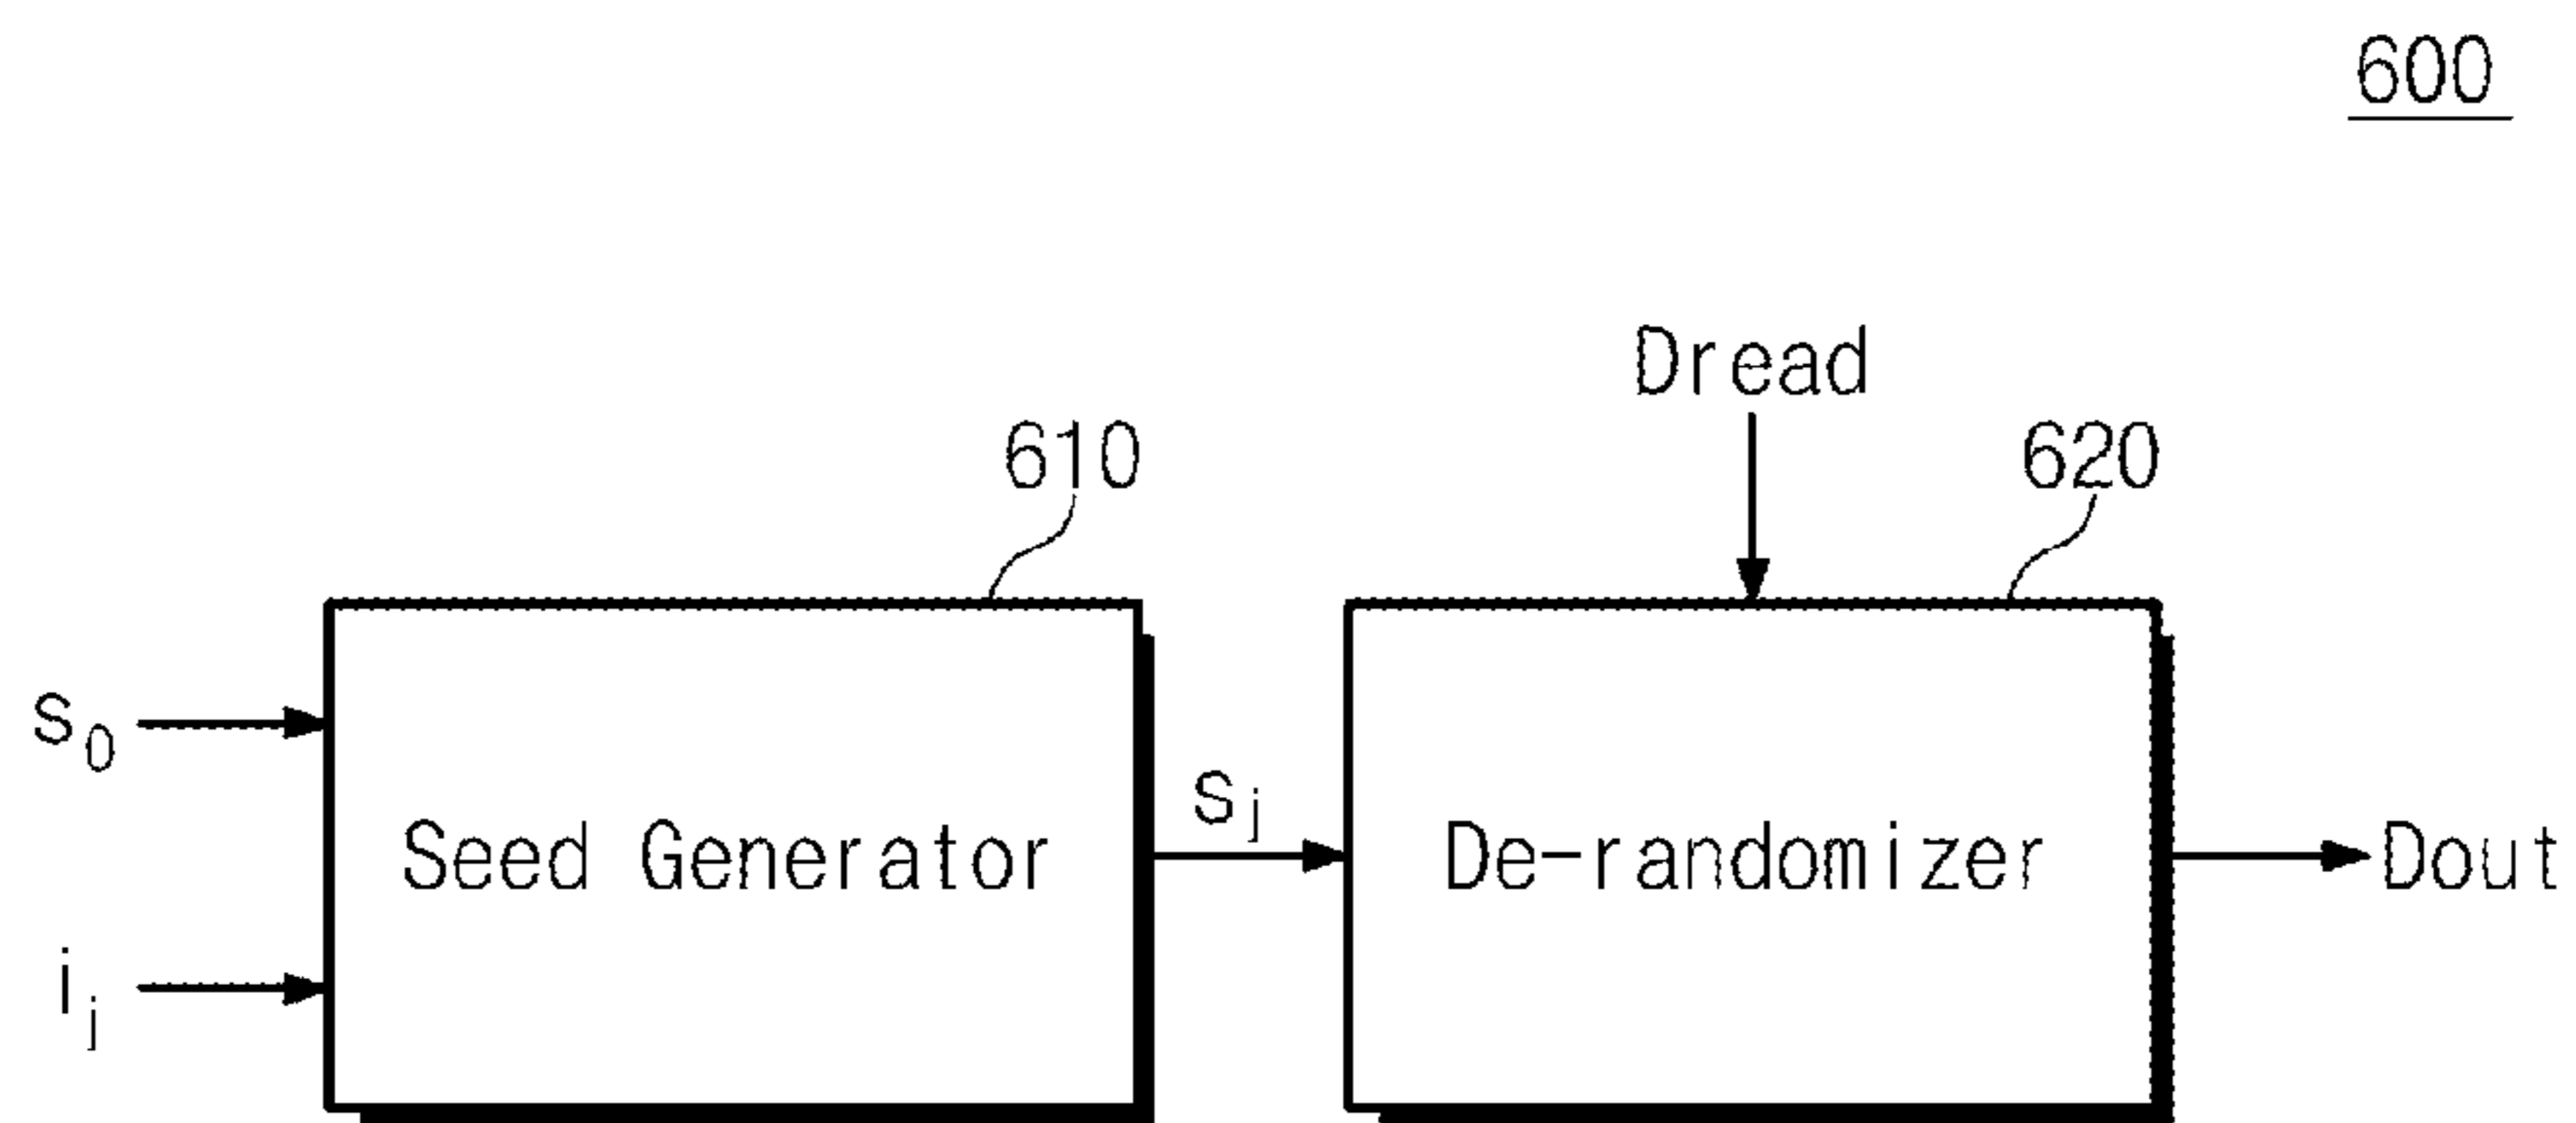 600
Dread
610
620
s0
sj
Seed Generator
De-randomizer
Dout
ij